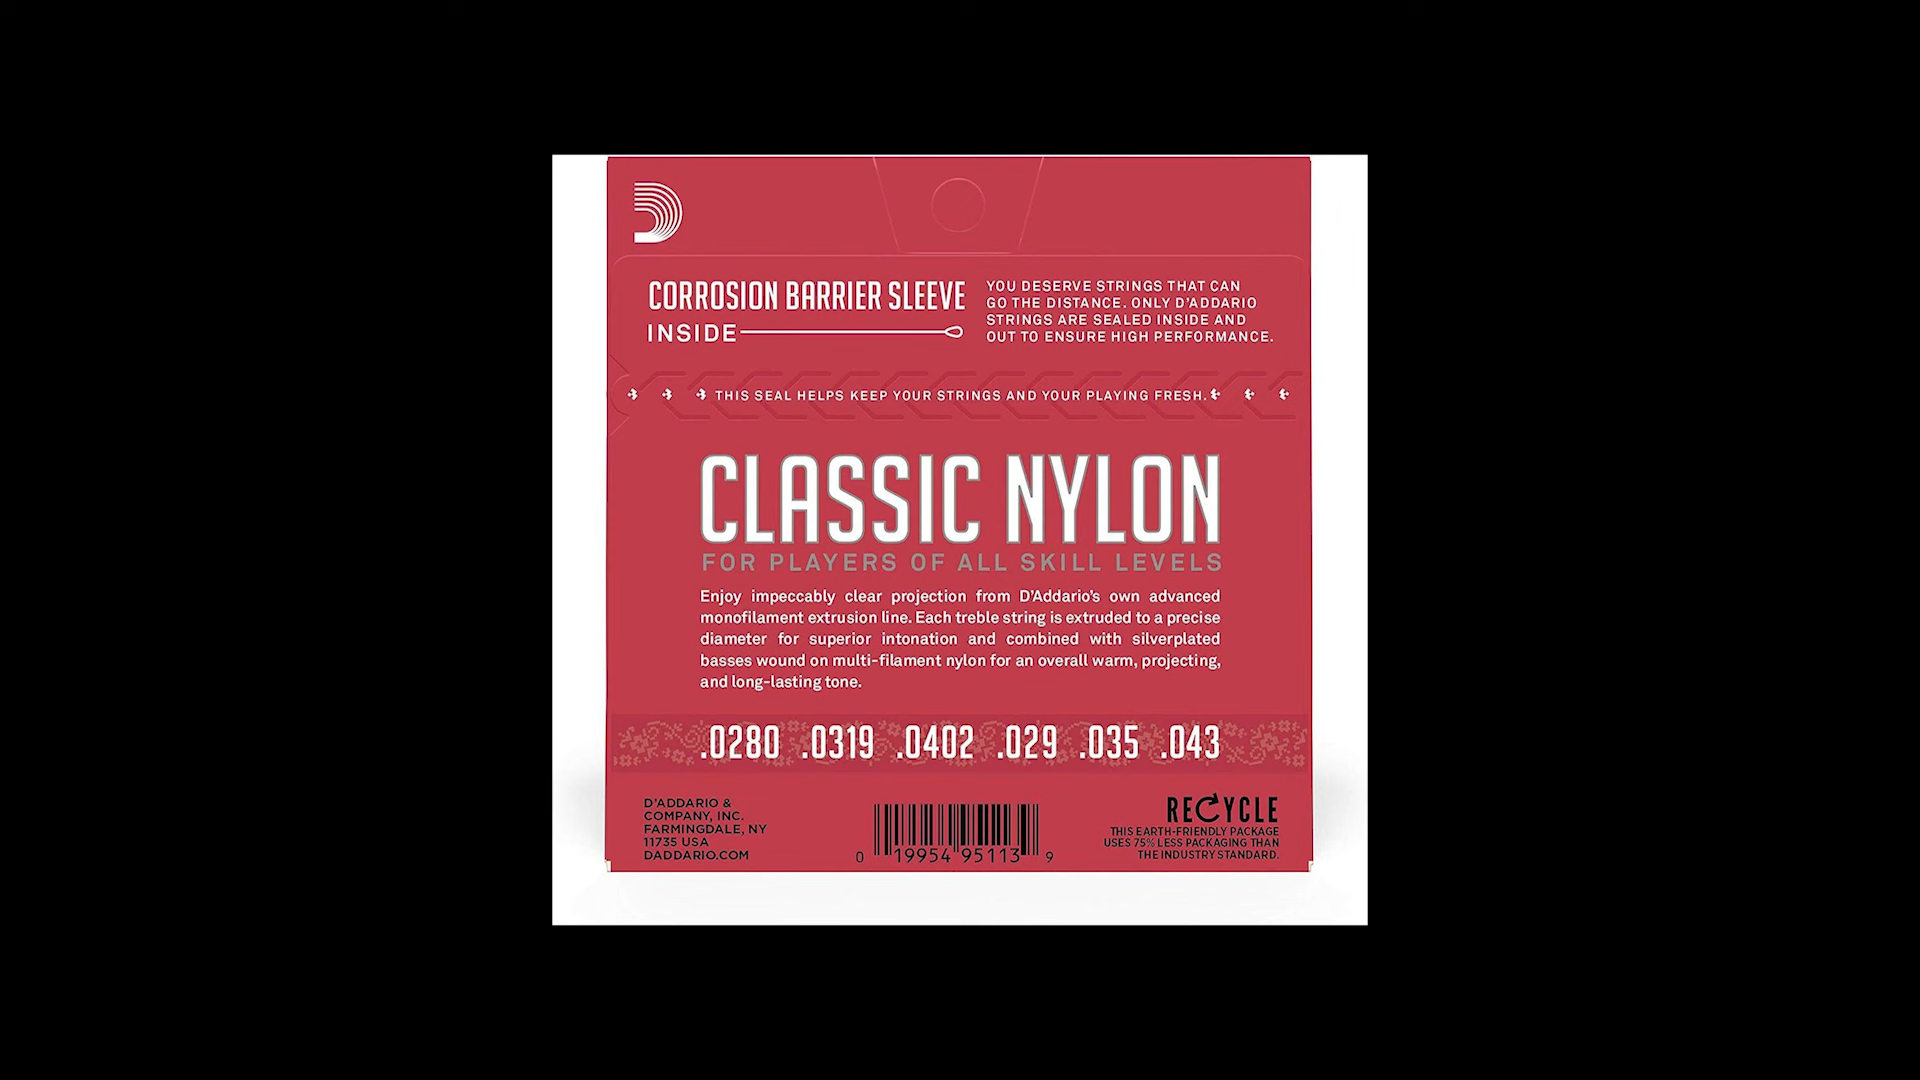 CORROSION BARRIER SLEEVE
INSIDE
YOU DESERVE STRINGS THAT CAN
GO THE DISTANCE. ONLY D'ADDARIO
STRINGS ARE SEALED INSIDE AND
OUT TO ENSURE HIGH PERFORMANCE.
THIS SEAL HELPS KEEP YOUR STRINGS AND YOUR PLAYING FRESH.
CLASSIC NYLON
FOR PLAYERS OF ALL SKILL LEVELS
Enjoy impeccably clear projection from D'Addario's own advanced
monofilament extrusion line. Each treble string is extruded to a precise
diameter for superior intonation and combined with silverplated
basses wound on multi-filament nylon for an overall warm, projecting,
and long-lasting tone.
.0280 .0319 .0402 .029 .035 .043
D'ADDARIO &
COMPANY, INC.
FARMINGDALE, NY
11735 USA
DADDARIO.COM
0 19954 95113 9
RECYCLE
THIS EARTH-FRIENDLY PACKAGE
USES 75% LESS PACKAGING THAN
THE INDUSTRY STANDARD.